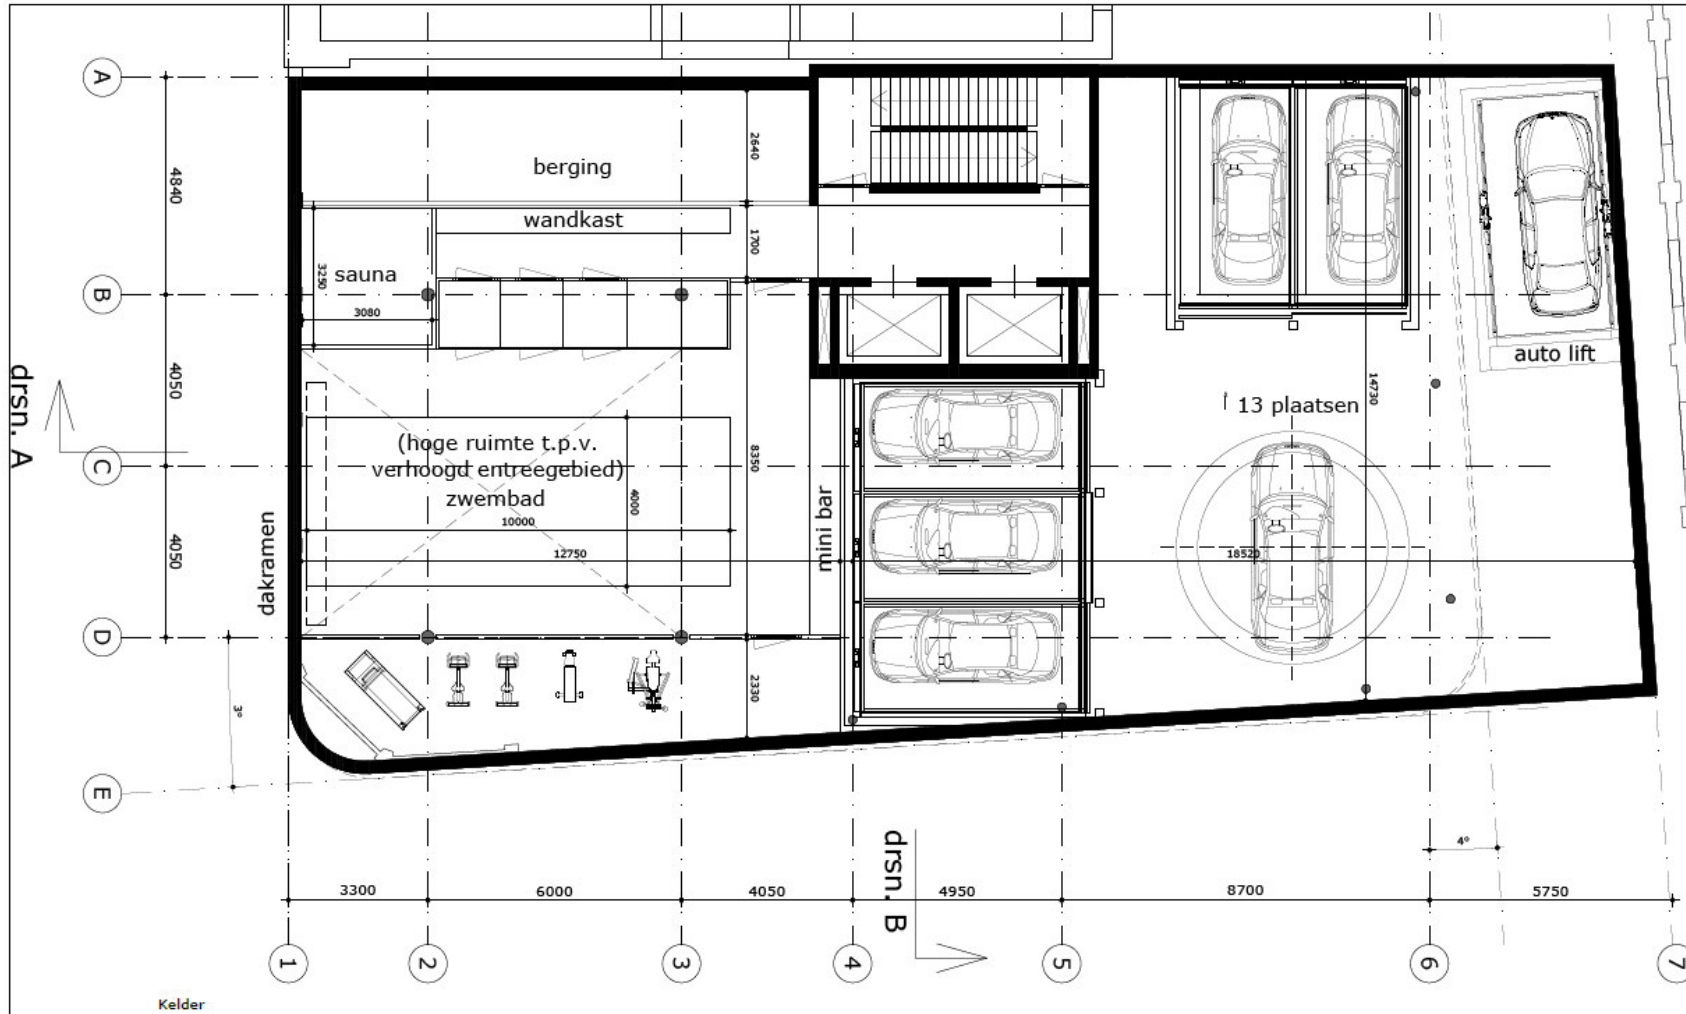 A
B
C
D
E
4840
4050
4050
3°
drsn. A
berging
2640
wandkast
1700
sauna
3250
3080
auto lift
14730
13 plaatsen
(hoge ruimte t.p.v.
verhoogd entreegebied)
zwembad
8350
4000
10000
12750
mini bar
18520
dakramen
2330
drsn. B
4°
3300
6000
4050
4950
8700
5750
1
2
3
4
5
6
7
Kelder